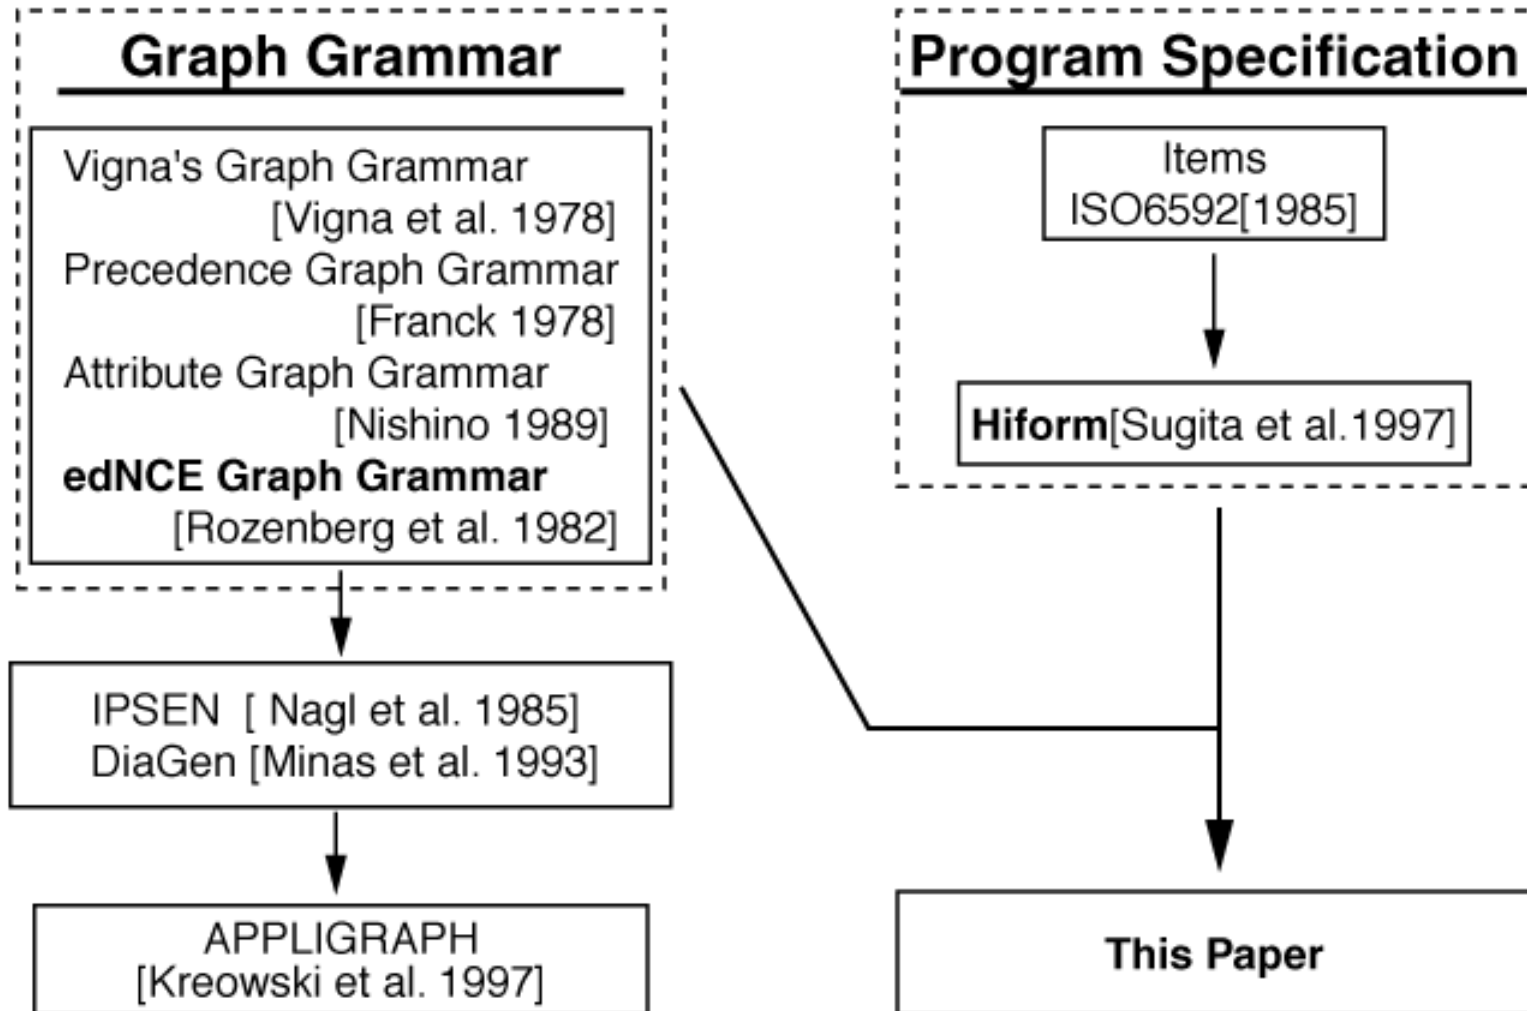 Graph Grammar
Vigna's Graph Grammar
[Vigna et al. 1978]
Precedence Graph Grammar
[Franck 1978]
Attribute Graph Grammar
[Nishino 1989]
edNCE Graph Grammar
[Rozenberg et al. 1982]
IPSEN [ Nagl et al. 1985]
DiaGen [Minas et al. 1993]
APPLIGRAPH
[Kreowski et al. 1997]
Program Specification
Items
ISO6592[1985]
Hiform[Sugita et al.1997]
This Paper